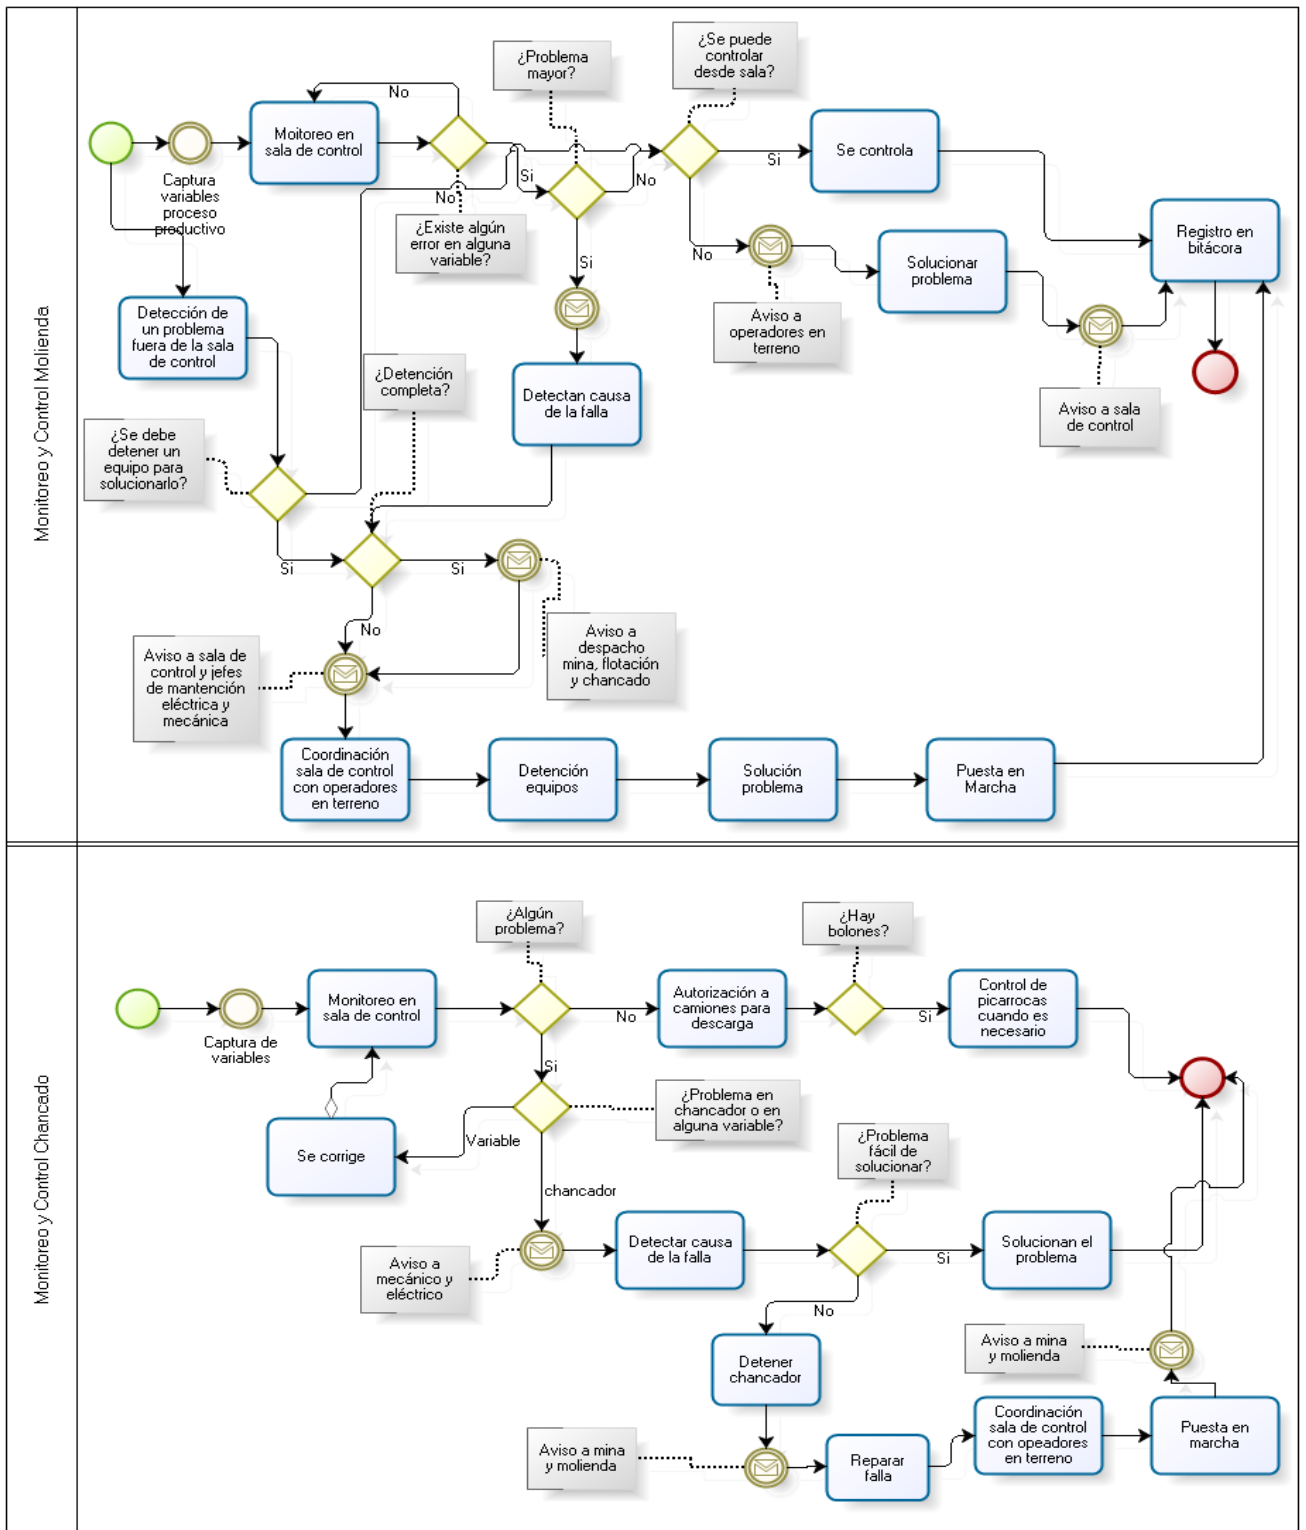 Monitoreo y Control Molienda
¿Problema
mayor?
¿Se puede
controlar
desde sala?
No
Moitoreo en
sala de control
Captura
variables
proceso
productivo
Si
No
No
¿Existe algún
error en alguna
variable?
Si
Se controla
Si
No
Aviso a
operadores en
terreno
Solucionar
problema
Registro en
bitácora
Aviso a sala
de control
Detección de
un problema
fuera de la sala
de control
¿Detención
completa?
Detectan causa
de la falla
¿Se debe
detener un
equipo para
solucionarlo?
Si
Si
No
Aviso a
despacho
mina, flotación
y chancado
Aviso a sala de
control y jefes
de mantención
eléctrica y
mecánica
Coordinación
sala de control
con operadores
en terreno
Detención
equipos
Solución
problema
Puesta en
Marcha
Monitoreo y Control Chancado
¿Algún
problema?
¿Hay
bolones?
Captura de
variables
Monitoreo en
sala de control
No
Autorización a
camiones para
descarga
Si
Control de
picarrocas
cuando es
necesario
Si
¿Problema en
chancador o en
alguna variable?
Variable
Se corrige
chancador
¿Problema
fácil de
solucionar?
Aviso a
mecánico y
eléctrico
Detectar causa
de la falla
Si
Solucionan el
problema
No
Detener
chancador
Aviso a mina
y molienda
Aviso a mina
y molienda
Reparar
falla
Coordinación
sala de control
con opeadores
en terreno
Puesta en
marcha